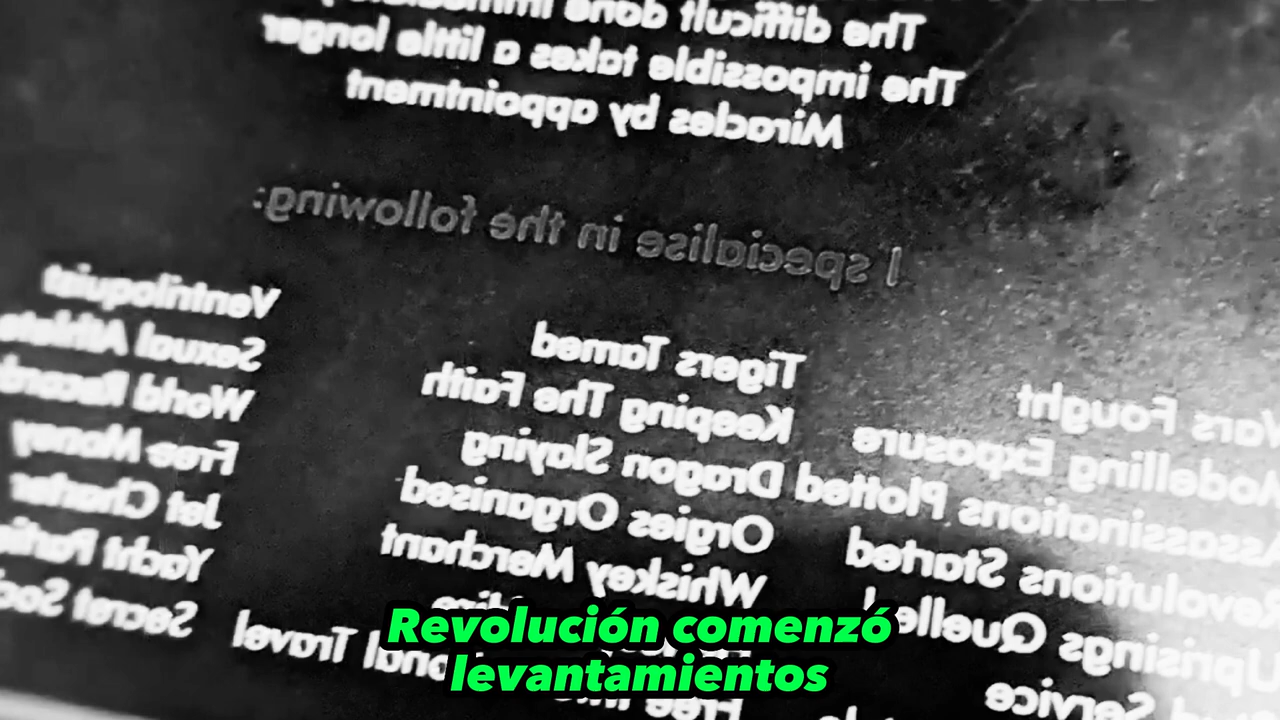 The difficult done immediately
The impossible takes a little longer
Miracles by appointment
I specialise in the following:
Wars Fought
Modelling Exposure
Assassinations Plotted
Revolutions Started
Uprisings Quelled
Service
Tigers Tamed
Keeping The Faith
Dragon Slaying
Orgies Organised
Whiskey Merchant
Travel
Free
Ventriloquist
Sexual Athlete
World Record
Free Money
Jet Charter
Yacht
Secret
Revolución comenzó
levantamientos